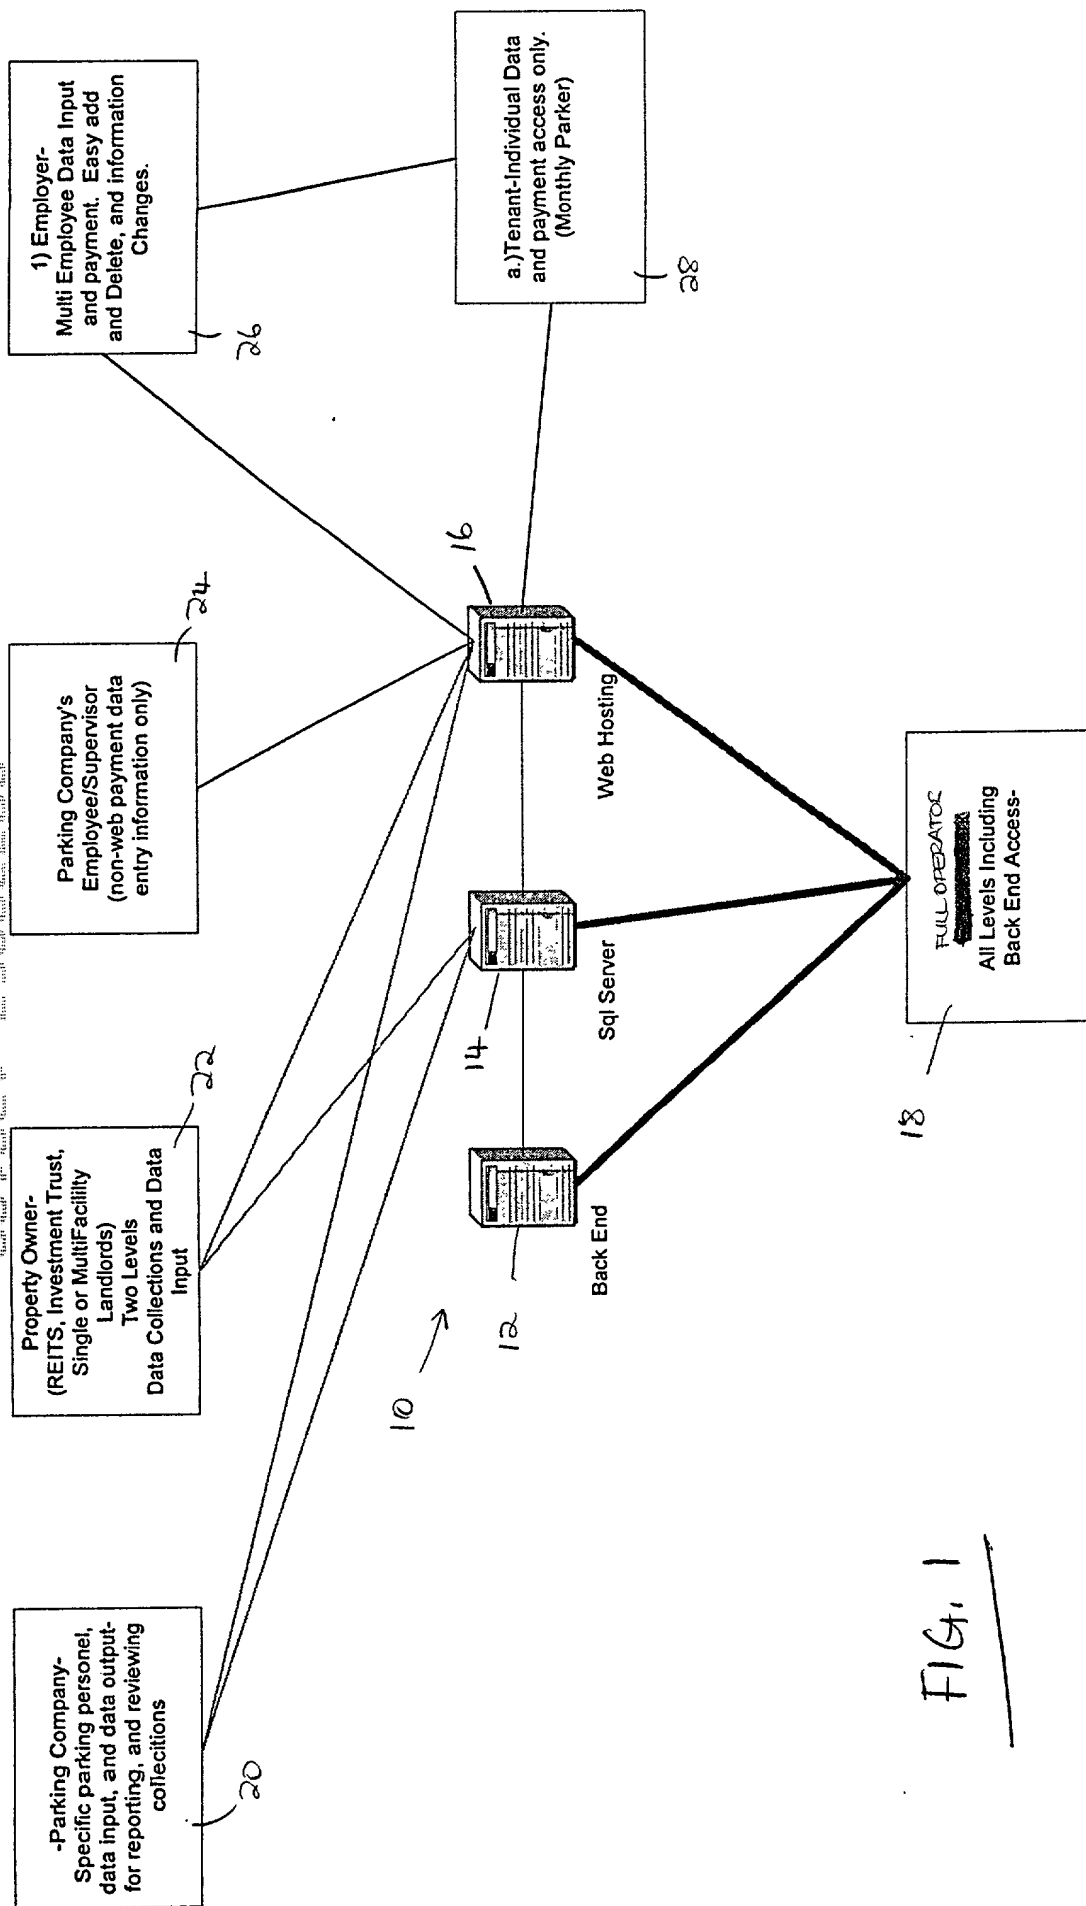 -Parking Company-
Specific parking personel,
data input, and data output-
for reporting, and reviewing
collecitions
20
Property Owner-
(REITS, Investment Trust,
Single or MultiFacililty
Landlords)
Two Levels
Data Collections and Data
Input
22
Parking Company's
Employee/Supervisor
(non-web payment data
entry information only)
24
1) Employer-
Multi Employee Data Input
and payment. Easy add
and Delete, and information
Changes.
26
a.)Tenant-Individual Data
and payment access only.
(Monthly Parker)
28
10
12
Back End
14
Sql Server
16
Web Hosting
FULL OPERATOR
All Levels Including
Back End Access-
18
FIG. 1